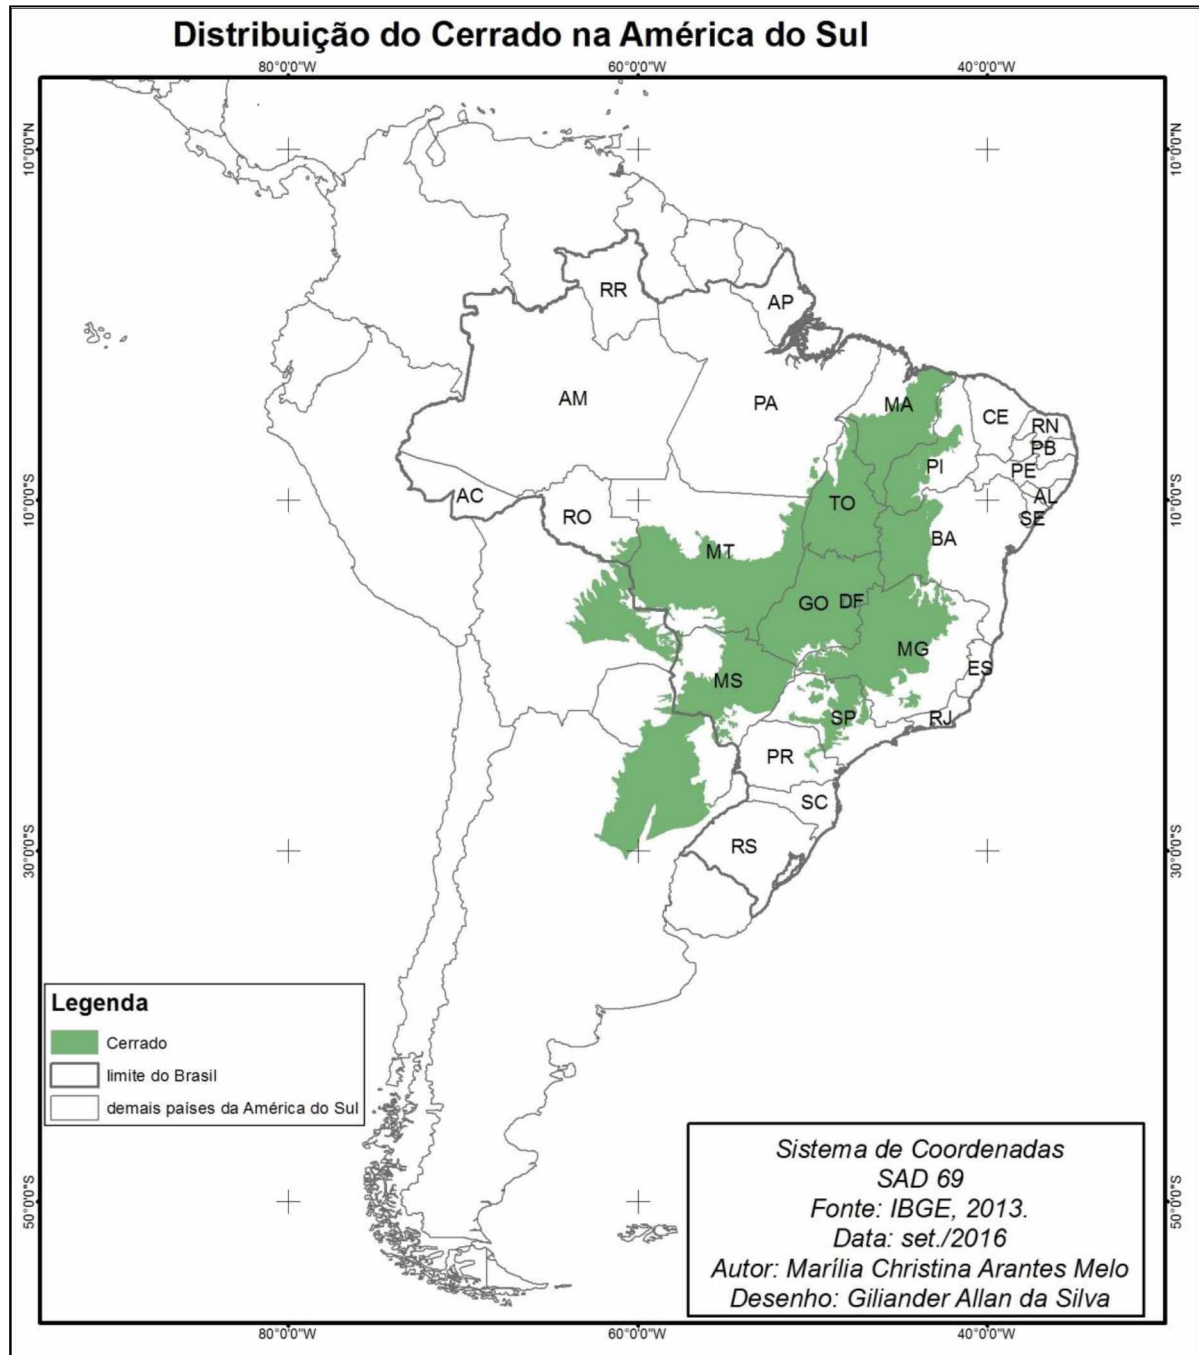 Distribuição do Cerrado na América do Sul
80°0'0"W 60°0'0"W 40°0'0"W
10°0'0"N 10°0'0"N
RR
AP
AM
PA
MA
CE
RN
PB
PI
PE
AC
TO
AL
RO
SE
BA
MT
GO DF
MG
ES
MS
SP
RJ
PR
SC
RS
10°0'0"S 10°0'0"S
30°0'0"S 30°0'0"S
Legenda
Cerrado
limite do Brasil
demais países da América do Sul
50°0'0"S 50°0'0"S
Sistema de Coordenadas
SAD 69
Fonte: IBGE, 2013.
Data: set./2016
Autor: Marília Christina Arantes Melo
Desenho: Giliander Allan da Silva
80°0'0"W 60°0'0"W 40°0'0"W